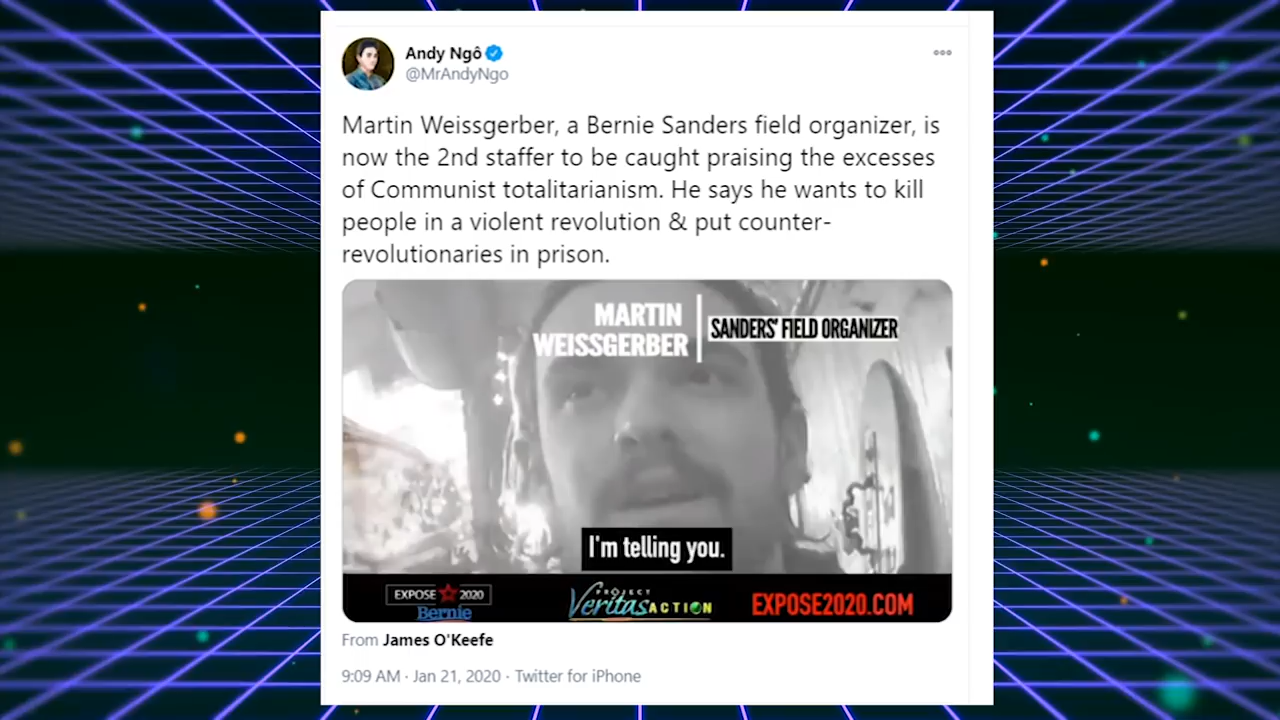 Andy Ngô
@MrAndyNgo
Martin Weissgerber, a Bernie Sanders field organizer, is
now the 2nd staffer to be caught praising the excesses
of Communist totalitarianism. He says he wants to kill
people in a violent revolution & put counter-
revolutionaries in prison.
MARTIN
WEISSGERBER
SANDERS' FIELD ORGANIZER
I'm telling you.
EXPOSE 2020
Bernie
PROJECT
Veritas ACTION
EXPOSE2020.COM
From James O'Keefe
9:09 AM · Jan 21, 2020 · Twitter for iPhone